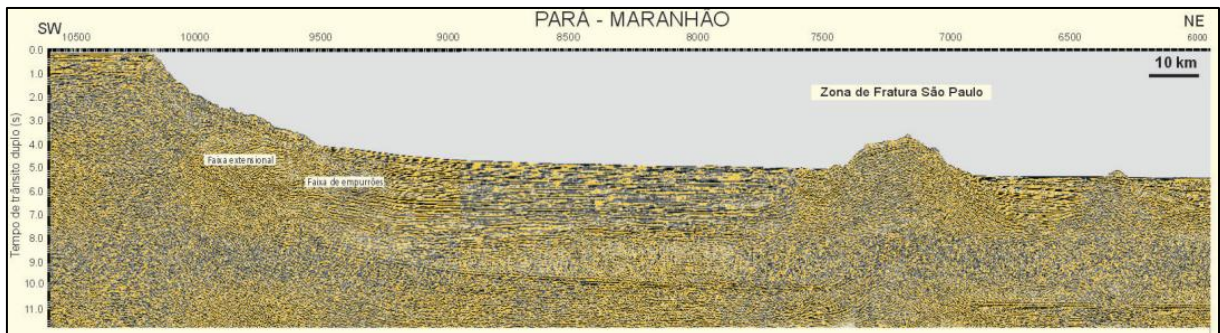 PARÁ - MARANHÃO
SW
NE
10500 10000 9500 9000 8500 8000 7500 7000 6500 6000
10 km
Zona de Fratura São Paulo
Faixa extensional
Faixa de empurrões
Tempo de trânsito duplo (s)
0.0
1.0
2.0
3.0
4.0
5.0
6.0
7.0
8.0
9.0
10.0
11.0